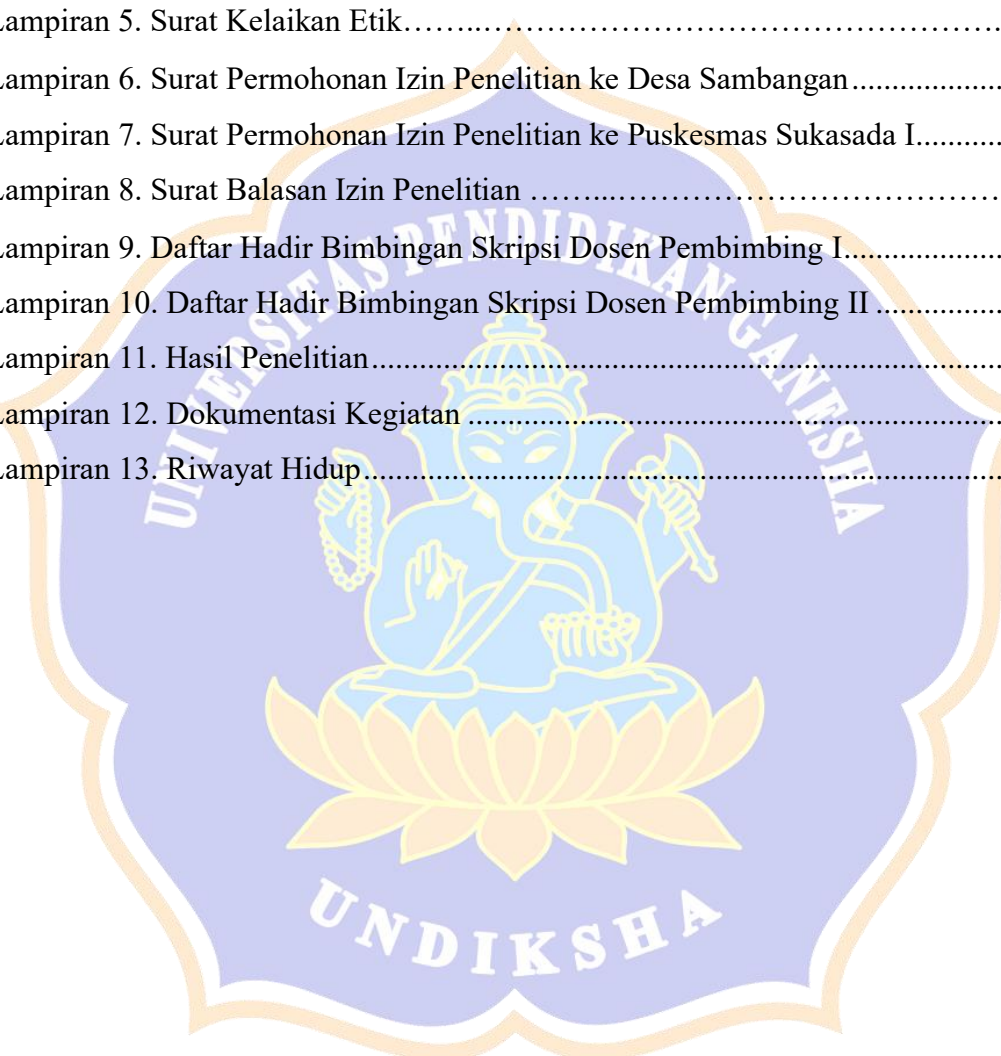 Lampiran 5. Surat Kelaikan Etik……..……………………………………………….
Lampiran 6. Surat Permohonan Izin Penelitian ke Desa Sambangan...................
Lampiran 7. Surat Permohonan Izin Penelitian ke Puskesmas Sukasada I...........
Lampiran 8. Surat Balasan Izin Penelitian ……...…………………………………
Lampiran 9. Daftar Hadir Bimbingan Skripsi Dosen Pembimbing I....................
Lampiran 10. Daftar Hadir Bimbingan Skripsi Dosen Pembimbing II ................
Lampiran 11. Hasil Penelitian...............................................................................
Lampiran 12. Dokumentasi Kegiatan ...................................................................
Lampiran 13. Riwayat Hidup................................................................................
UNIVERSITAS PENDIDIKAN GANESHA
UNDIKSHA